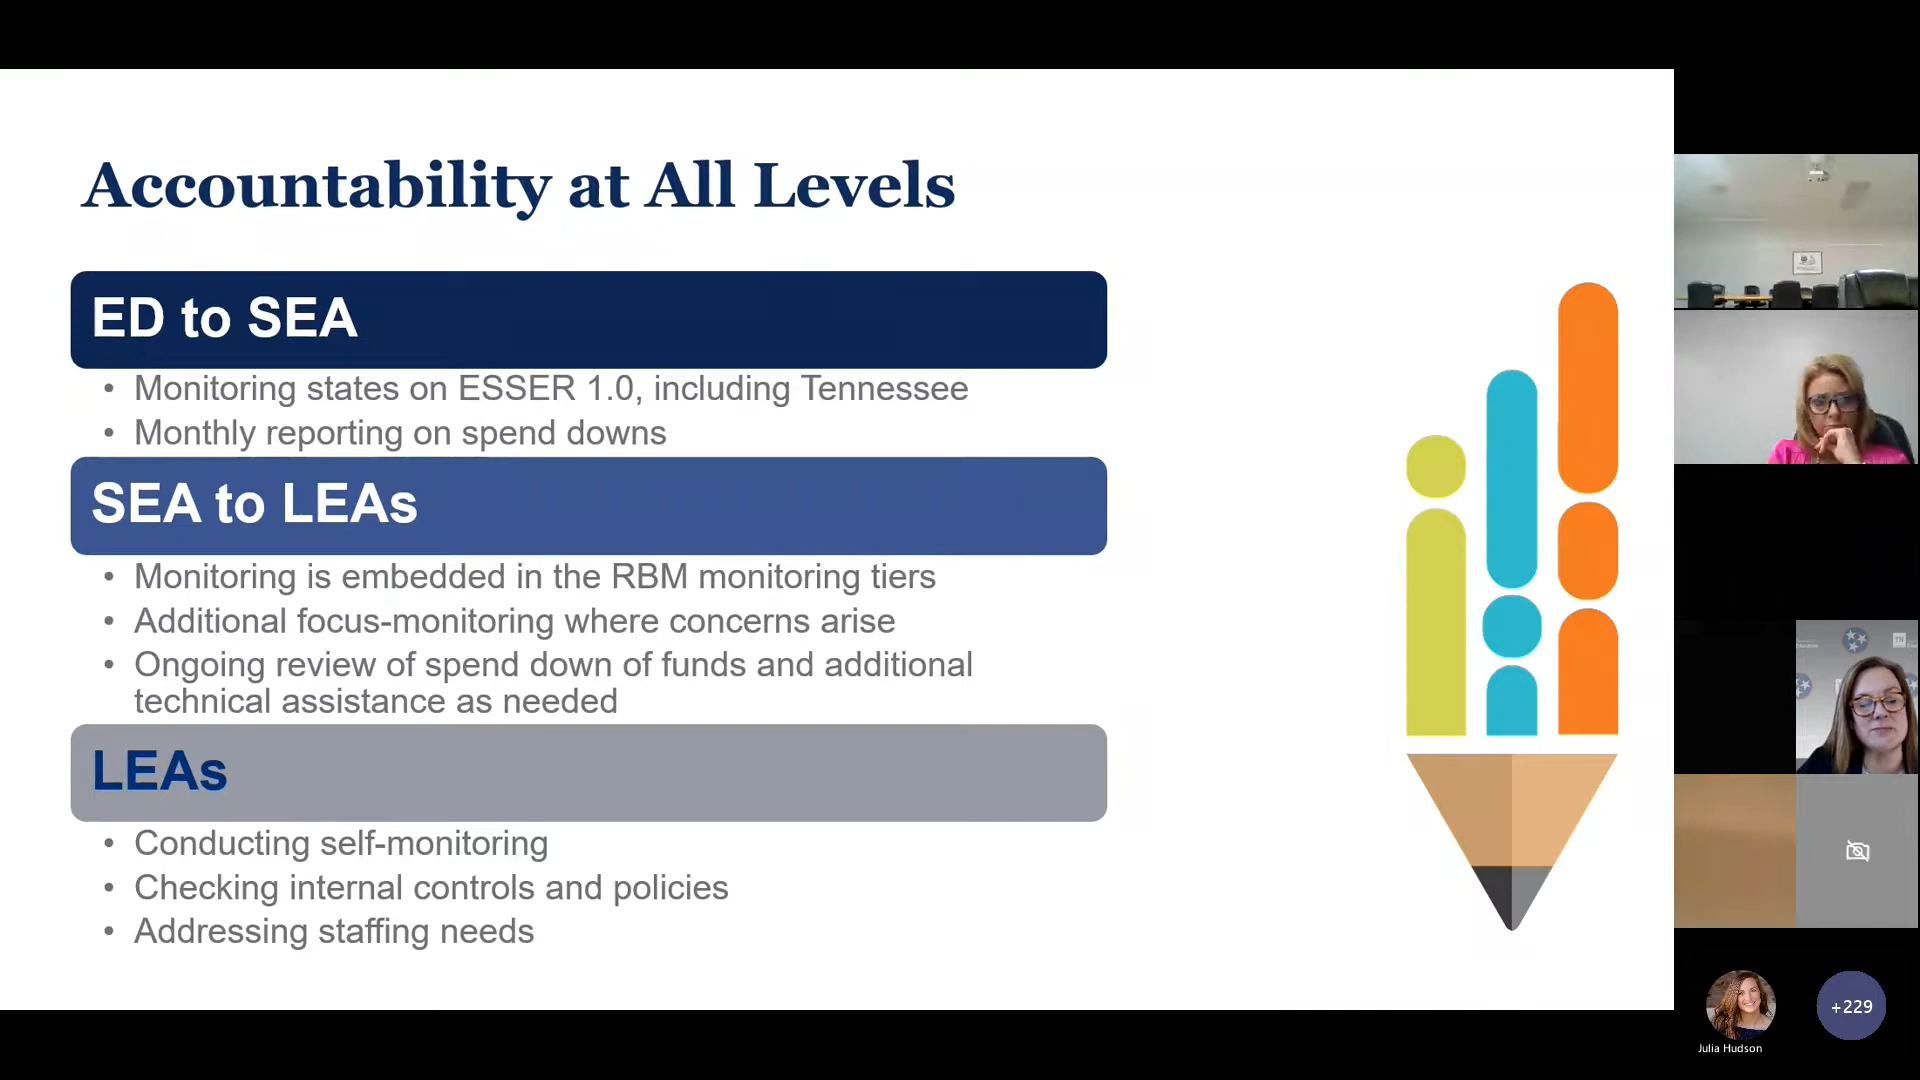 Accountability at All Levels
ED to SEA
• Monitoring states on ESSER 1.0, including Tennessee
• Monthly reporting on spend downs
SEA to LEAs
• Monitoring is embedded in the RBM monitoring tiers
• Additional focus-monitoring where concerns arise
• Ongoing review of spend down of funds and additional
technical assistance as needed
LEAs
• Conducting self-monitoring
• Checking internal controls and policies
• Addressing staffing needs
TN
+229
Julia Hudson